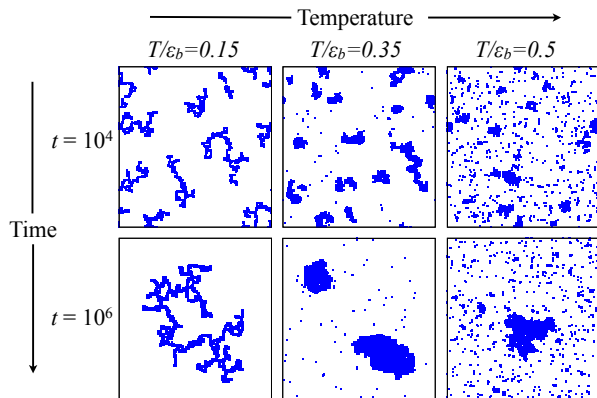 Temperature
T/εb=0.15 T/εb=0.35 T/εb=0.5
t = 10⁴
Time
t = 10⁶